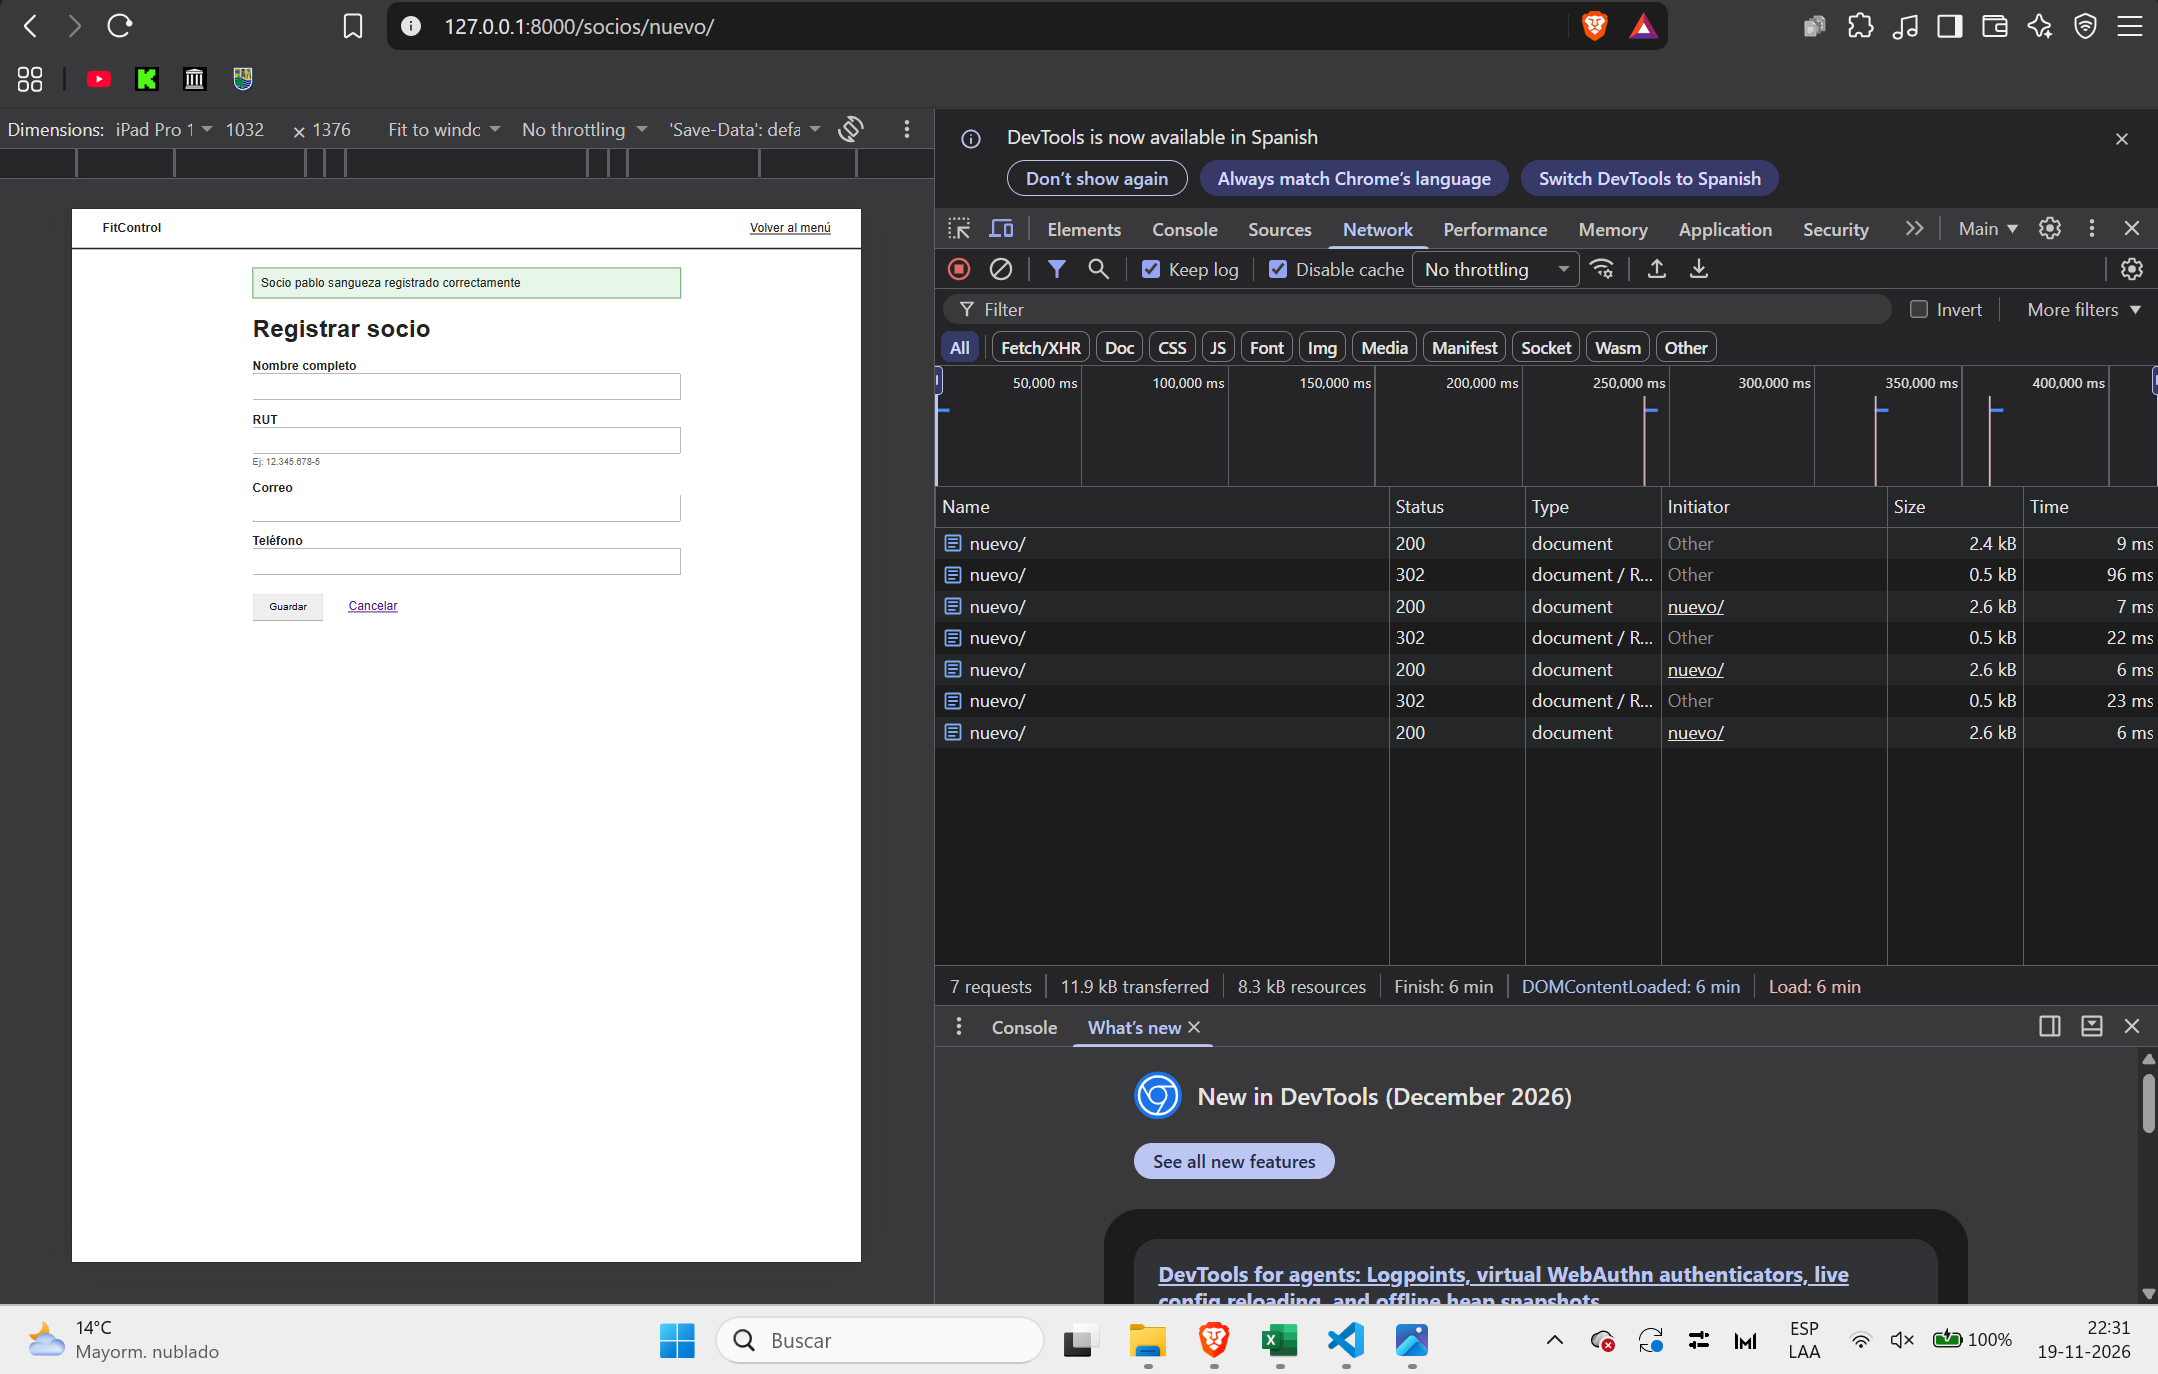 127.0.0.1:8000/socios/nuevo/
Dimensions: iPad Pro 1 1032 × 1376 Fit to windc No throttling 'Save-Data': defa
FitControl Volver al menú
Socio pablo sangueza registrado correctamente
Registrar socio
Nombre completo
RUT
Ej: 12.345.678-5
Correo
Teléfono
Guardar Cancelar
DevTools is now available in Spanish
Don't show again Always match Chrome's language Switch DevTools to Spanish
Elements Console Sources Network Performance Memory Application Security Main
Keep log Disable cache No throttling
Filter Invert More filters
All Fetch/XHR Doc CSS JS Font Img Media Manifest Socket Wasm Other
50,000 ms 100,000 ms 150,000 ms 200,000 ms 250,000 ms 300,000 ms 350,000 ms 400,000 ms
Name Status Type Initiator Size Time
nuevo/ 200 document Other 2.4 kB 9 ms
nuevo/ 302 document / R... Other 0.5 kB 96 ms
nuevo/ 200 document nuevo/ 2.6 kB 7 ms
nuevo/ 302 document / R... Other 0.5 kB 22 ms
nuevo/ 200 document nuevo/ 2.6 kB 6 ms
nuevo/ 302 document / R... Other 0.5 kB 23 ms
nuevo/ 200 document nuevo/ 2.6 kB 6 ms
7 requests 11.9 kB transferred 8.3 kB resources Finish: 6 min DOMContentLoaded: 6 min Load: 6 min
Console What's new
New in DevTools (December 2026)
See all new features
DevTools for agents: Logpoints, virtual WebAuthn authenticators, live
config reloading, and offline heap snapshots
14°C
Mayorm. nublado
Buscar
ESP
LAA
100%
22:31
19-11-2026